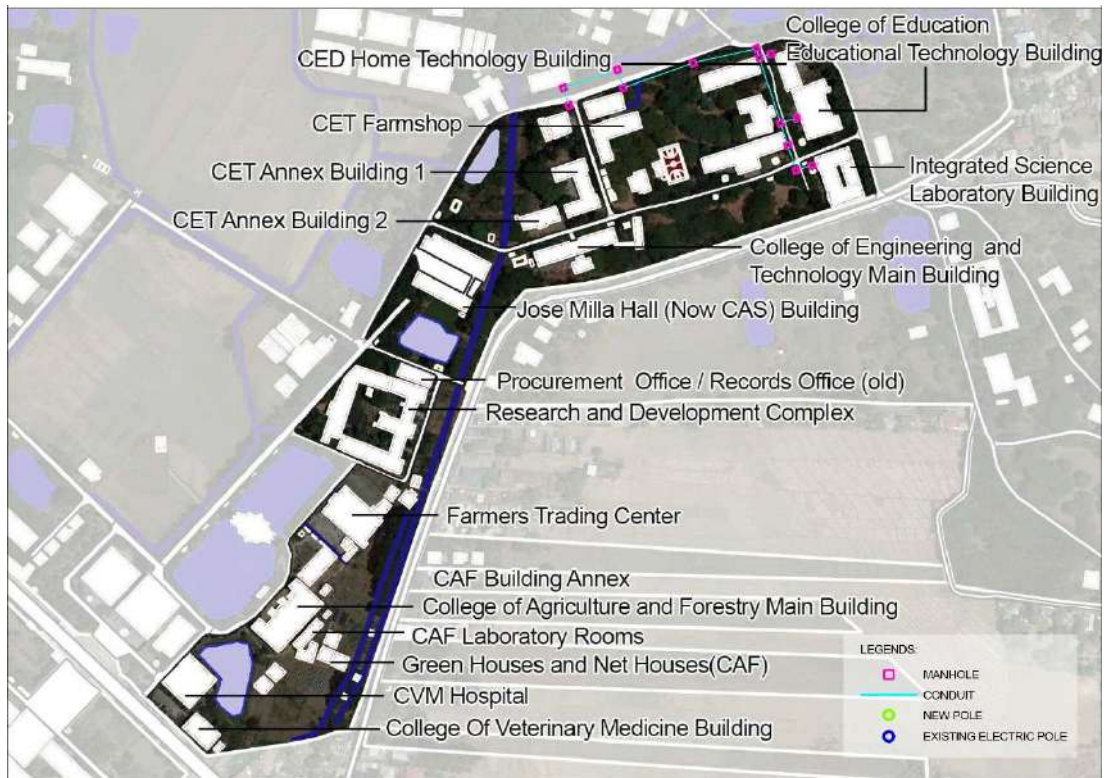 College of Education
Educational Technology Building
CED Home Technology Building
CET Farmshop
CET Annex Building 1
Integrated Science
Laboratory Building
CET Annex Building 2
College of Engineering and
Technology Main Building
Jose Milla Hall (Now CAS) Building
Procurement Office / Records Office (old)
Research and Development Complex
Farmers Trading Center
CAF Building Annex
College of Agriculture and Forestry Main Building
CAF Laboratory Rooms
Green Houses and Net Houses(CAF)
CVM Hospital
College Of Veterinary Medicine Building
LEGENDS:
MANHOLE
CONDUIT
NEW POLE
EXISTING ELECTRIC POLE